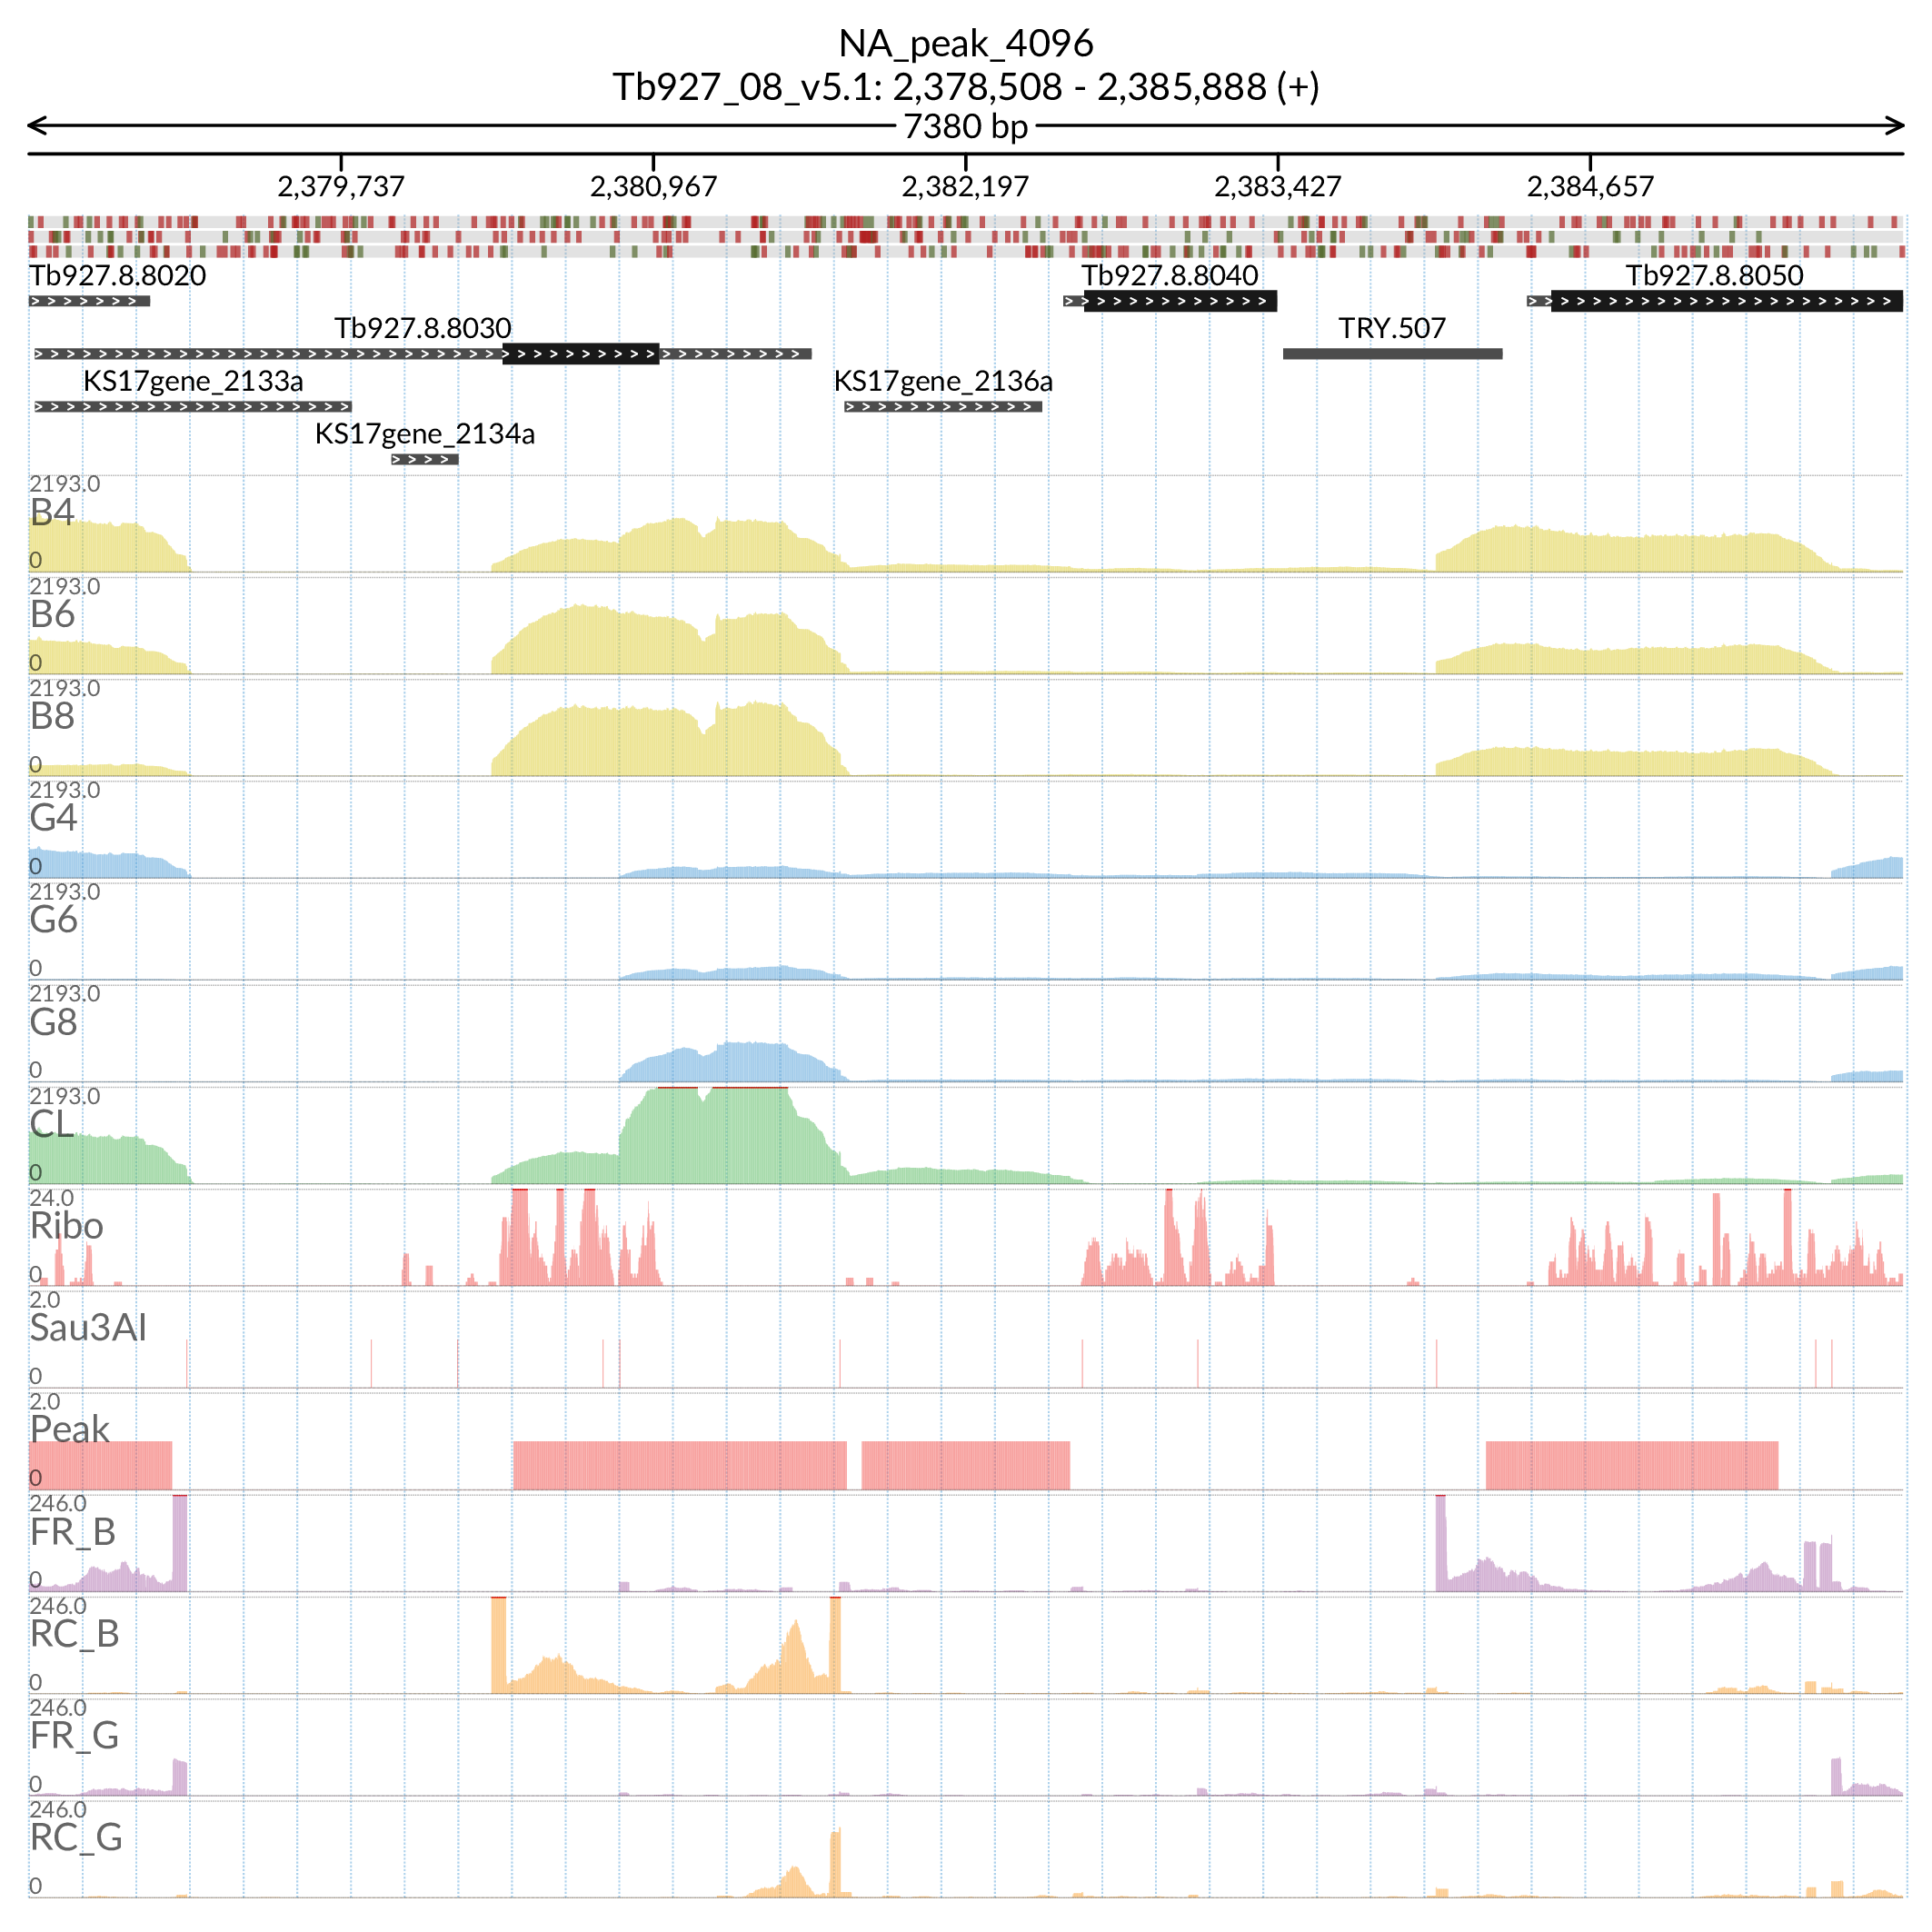 NA_peak_4096
Tb927_08_v5.1: 2,378,508 - 2,385,888 (+)
7380 bp
2,379,737 2,380,967 2,382,197 2,383,427 2,384,657
Tb927.8.8020 Tb927.8.8040 Tb927.8.8050
Tb927.8.8030 TRY.507
KS17gene_2133a KS17gene_2136a
KS17gene_2134a
2193.0
B4
0
2193.0
B6
0
2193.0
B8
0
2193.0
G4
0
2193.0
G6
0
2193.0
G8
0
2193.0
CL
0
24.0
Ribo
0
2.0
Sau3AI
0
2.0
Peak
0
246.0
FR_B
0
246.0
RC_B
0
246.0
FR_G
0
246.0
RC_G
0